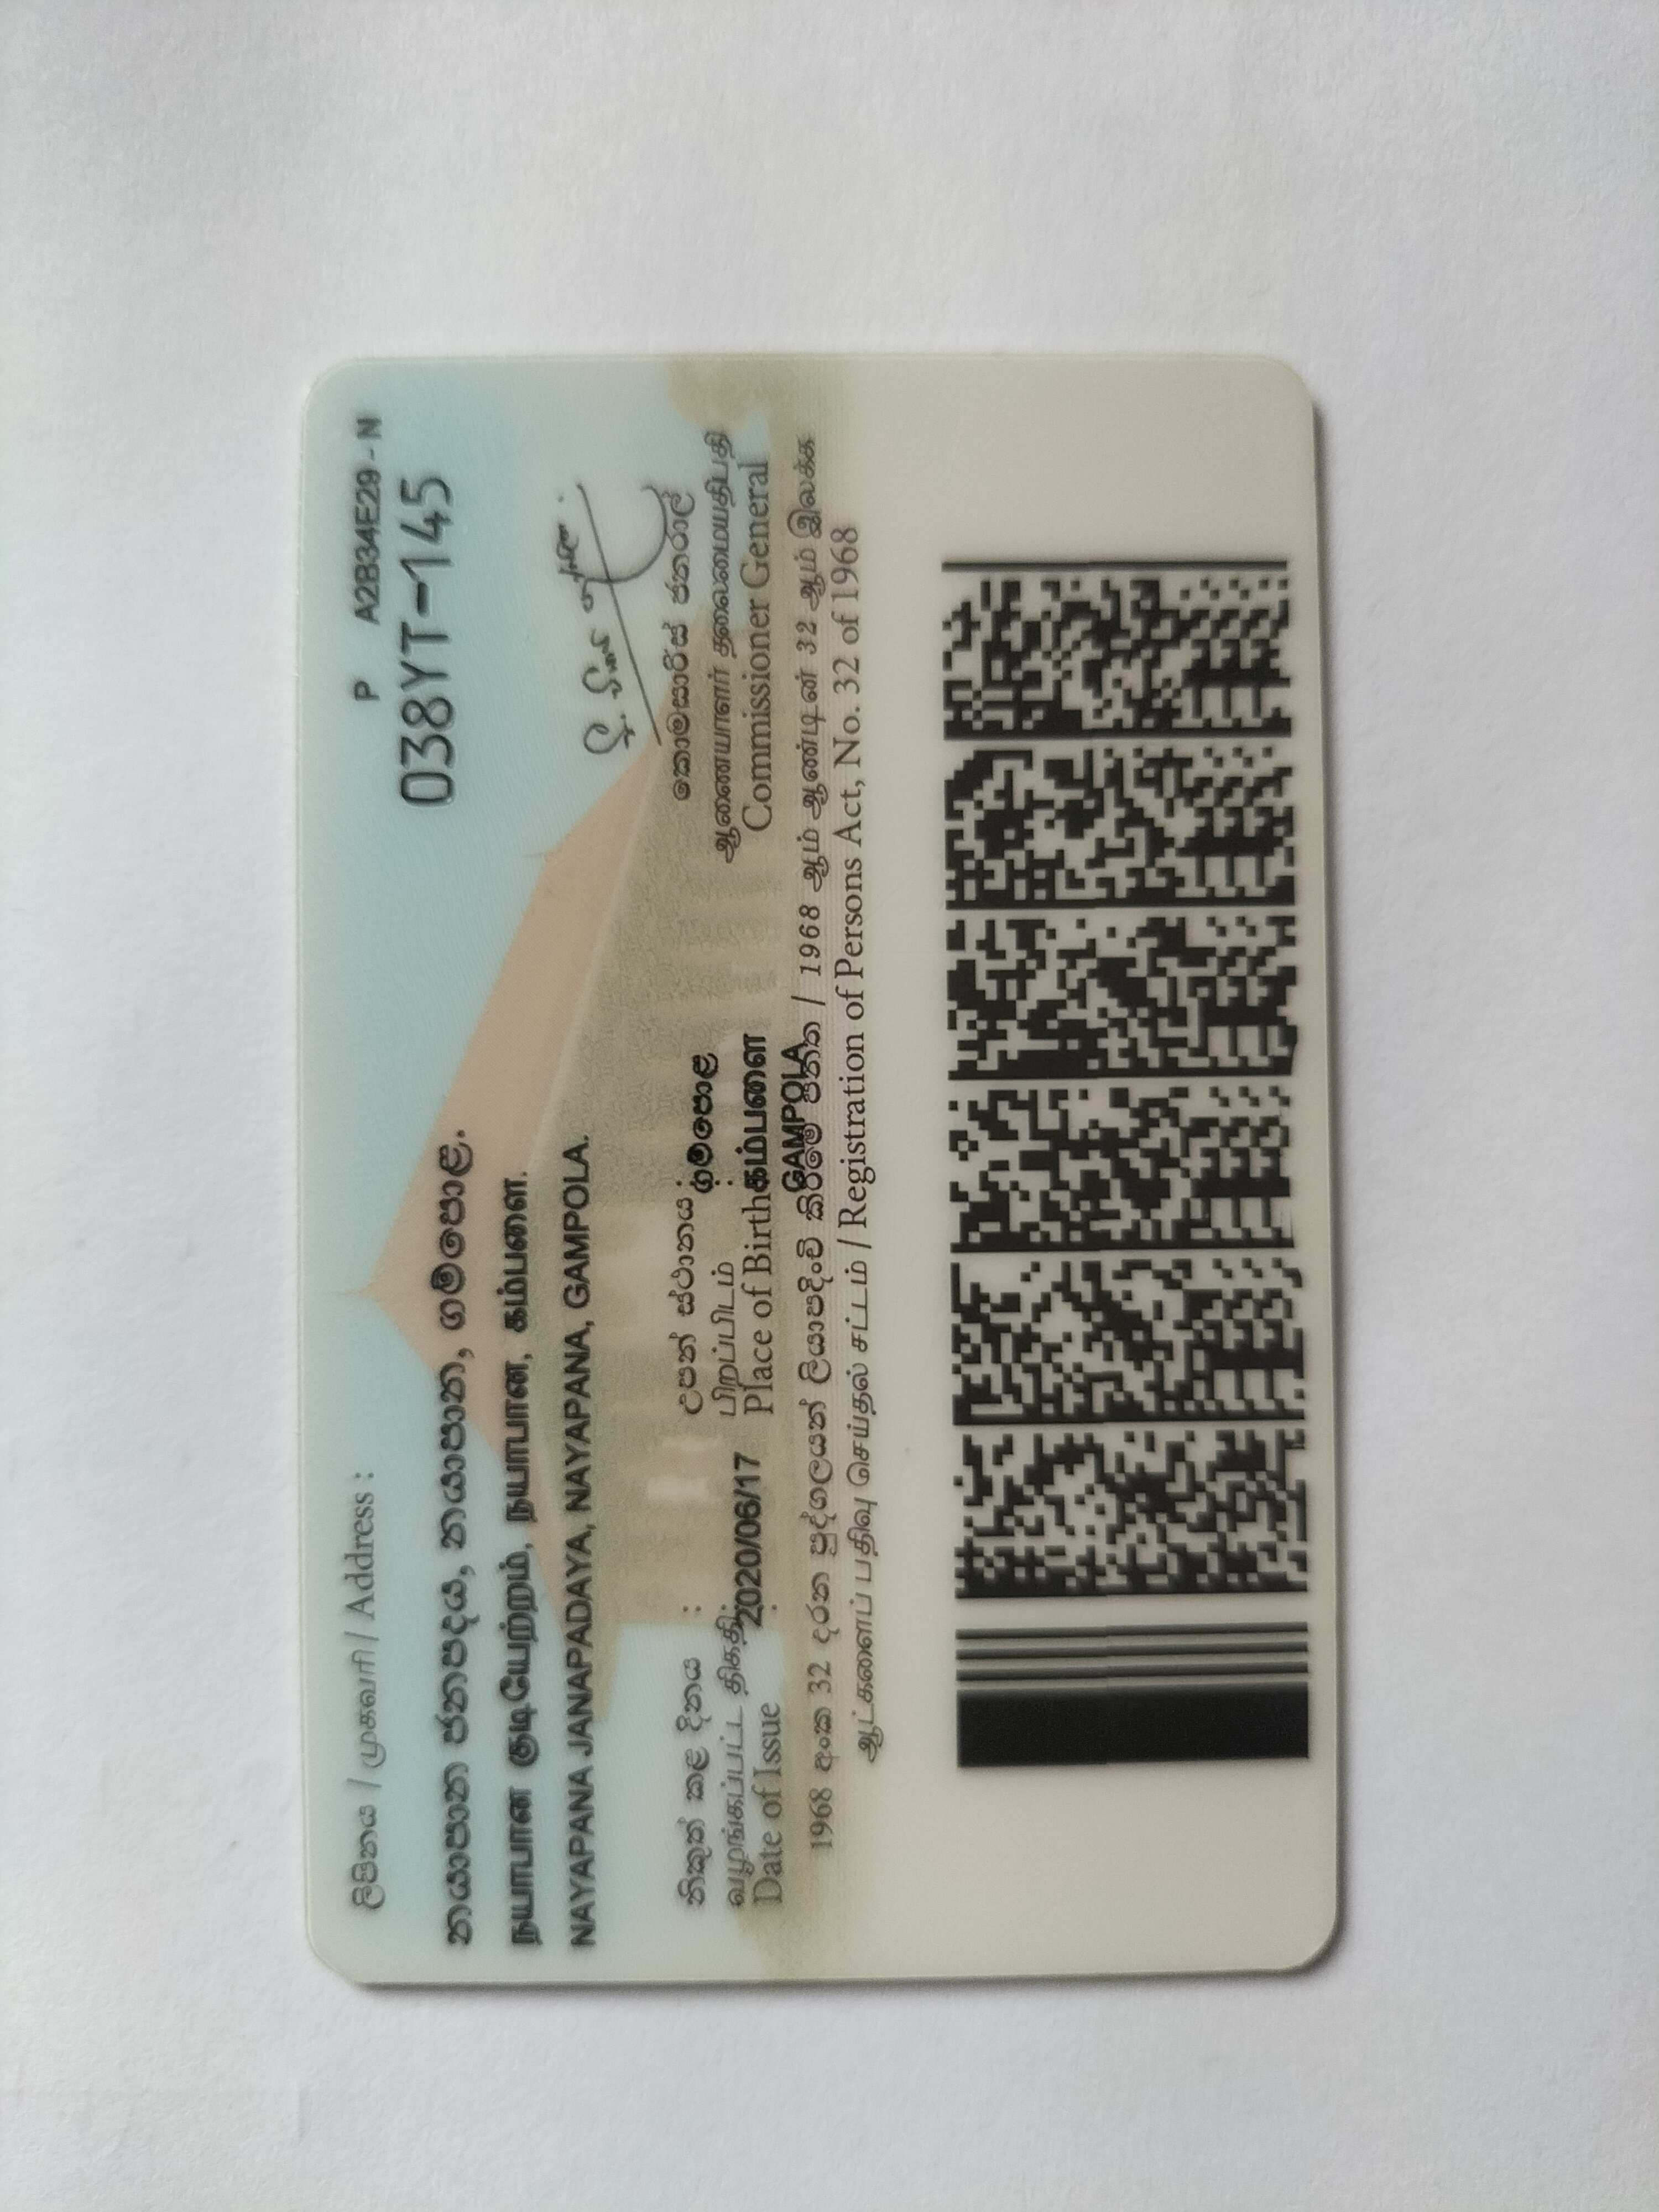 ලිපිනය / முகவரி / Address :
P A2B34E29 - N
038YT-145
නයාපාන ජනපදය, නයාපාන, ගම්පොළ.
நயாபான குடியேற்றம், நயாபான, கம்பளை.
NAYAPANA JANAPADAYA, NAYAPANA, GAMPOLA.
නිකුත් කළ දිනය :
வழங்கப்பட்ட திகதி :
Date of Issue : 2020/06/17
උපන් ස්ථානය : ගම්පොළ
பிறப்பிடம் : கம்பளை
Place of Birth : GAMPOLA
කොමසාරිස් ජනරාල්
ஆணையாளர் தலைமையதிபதி
Commissioner General
1968 අංක 32 දරන පුද්ගලයන් ලියාපදිංචි කිරීමේ පනත / 1968 ஆம் ஆண்டின் 32 ஆம் இலக்க
ஆட்களைப் பதிவு செய்தல் சட்டம் / Registration of Persons Act, No. 32 of 1968